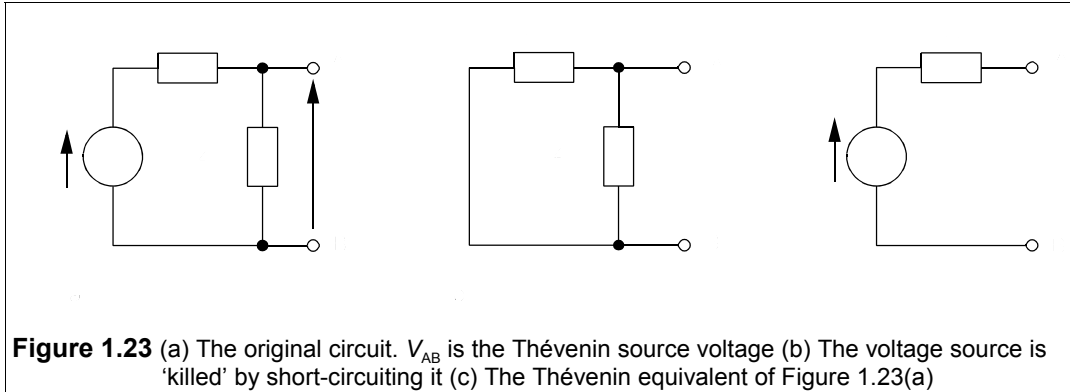 Figure 1.23 (a) The original circuit. VAB is the Thévenin source voltage (b) The voltage source is
‘killed’ by short-circuiting it (c) The Thévenin equivalent of Figure 1.23(a)